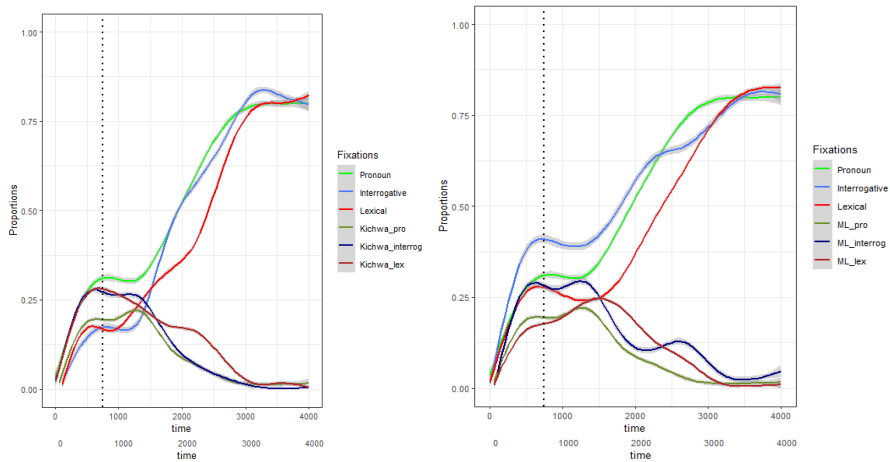 1.00
0.75
0.50
0.25
0.00
Proportions
0 1000 2000 3000 4000
time
0 1000 2000 3000 4000
time
Fixations
Pronoun
Interrogative
Lexical
Kichwa_pro
Kichwa_interrog
Kichwa_lex
1.00
0.75
0.50
0.25
0.00
Proportions
0 1000 2000 3000 4000
time
0 1000 2000 3000 4000
time
Fixations
Pronoun
Interrogative
Lexical
ML_pro
ML_interrog
ML_lex